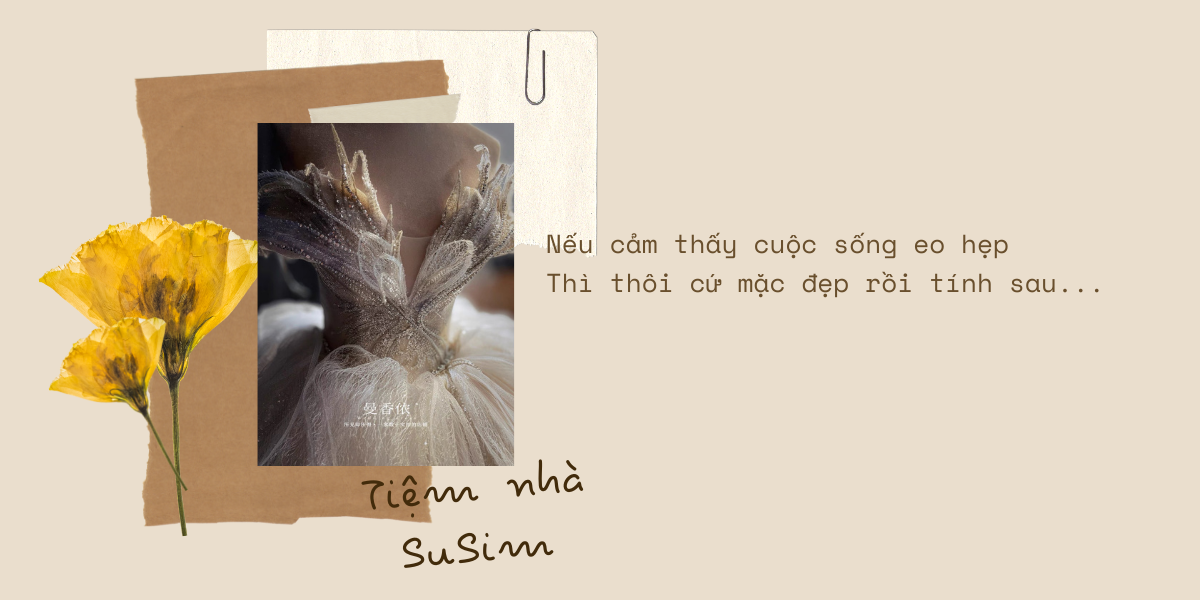 Nếu cảm thấy cuộc sống eo hẹp
Thì thôi cứ mặc đẹp rồi tính sau...
曼香依
Tiệm nhà
SuSim